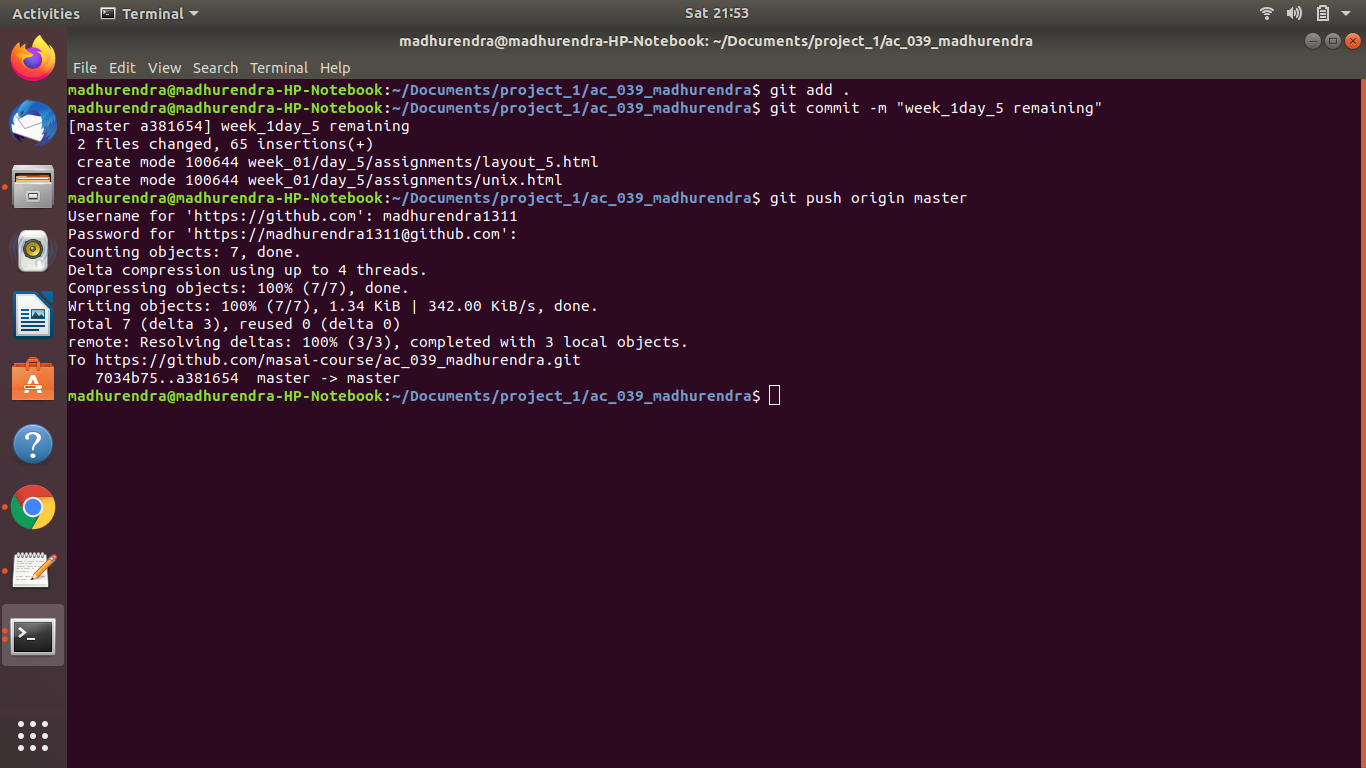 Activities Terminal Sat 21:53
madhurendra@madhurendra-HP-Notebook: ~/Documents/project_1/ac_039_madhurendra
File Edit View Search Terminal Help
madhurendra@madhurendra-HP-Notebook:~/Documents/project_1/ac_039_madhurendra$ git add .
madhurendra@madhurendra-HP-Notebook:~/Documents/project_1/ac_039_madhurendra$ git commit -m "week_1day_5 remaining"
[master a381654] week_1day_5 remaining
 2 files changed, 65 insertions(+)
 create mode 100644 week_01/day_5/assignments/layout_5.html
 create mode 100644 week_01/day_5/assignments/unix.html
madhurendra@madhurendra-HP-Notebook:~/Documents/project_1/ac_039_madhurendra$ git push origin master
Username for 'https://github.com': madhurendra1311
Password for 'https://madhurendra1311@github.com':
Counting objects: 7, done.
Delta compression using up to 4 threads.
Compressing objects: 100% (7/7), done.
Writing objects: 100% (7/7), 1.34 KiB | 342.00 KiB/s, done.
Total 7 (delta 3), reused 0 (delta 0)
remote: Resolving deltas: 100% (3/3), completed with 3 local objects.
To https://github.com/masai-course/ac_039_madhurendra.git
   7034b75..a381654  master -> master
madhurendra@madhurendra-HP-Notebook:~/Documents/project_1/ac_039_madhurendra$